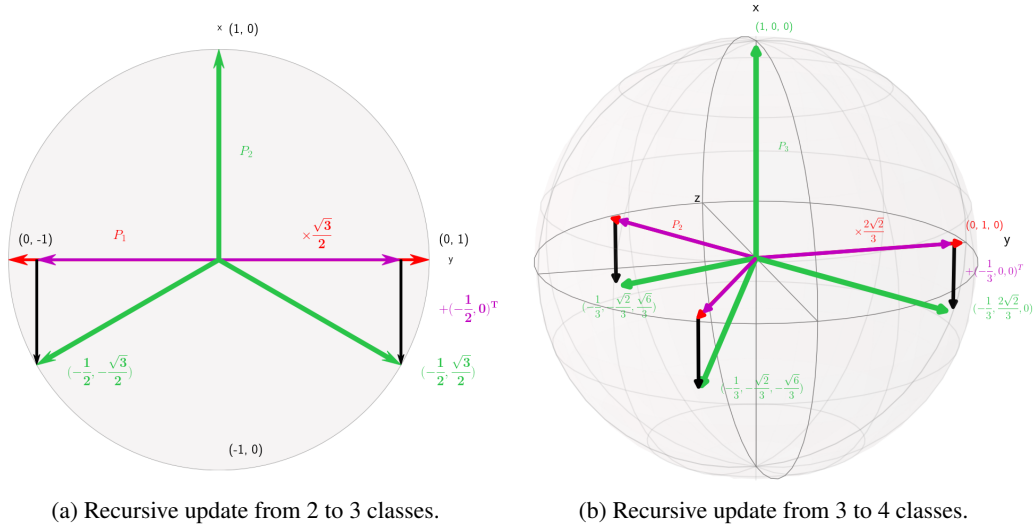 x (1, 0)
P₂
P₁
×√3/2
(0, -1)
(0, 1)
y
+(-1/2, 0)ᵀ
(-1/2, -√3/2)
(-1/2, √3/2)
(-1, 0)
(a) Recursive update from 2 to 3 classes.
x
(1, 0, 0)
P₃
z
P₂
×2√2/3
(0, 1, 0)
y
+(-1/3, 0, 0)ᵀ
(-1/3, -√2/3, √6/3)
(-1/3, 2√2/3, 0)
(-1/3, -√2/3, -√6/3)
(b) Recursive update from 3 to 4 classes.